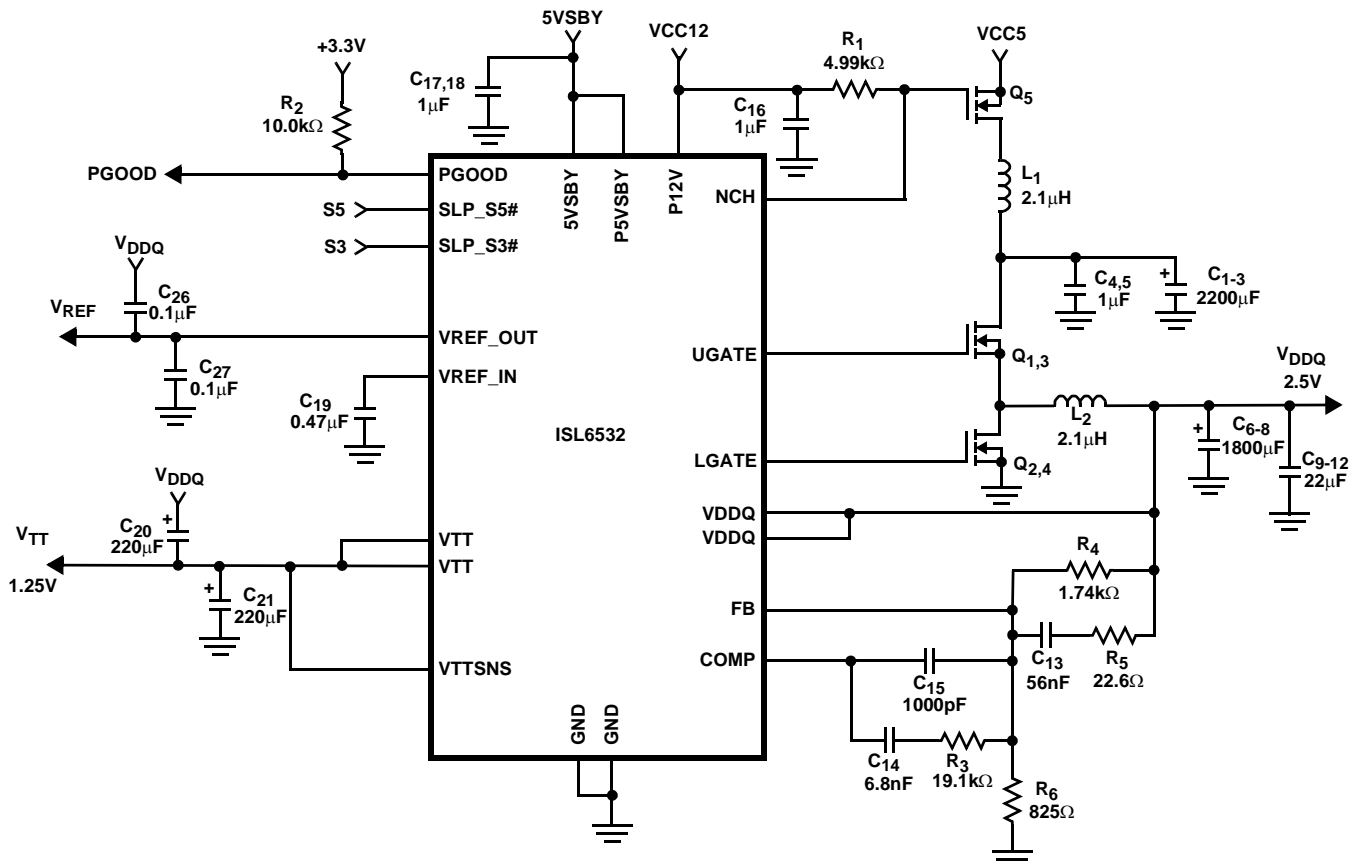 5VSBY
+3.3V
VCC12
VCC5
R1
4.99kΩ
C17,18
1μF
R2
10.0kΩ
C16
1μF
Q5
PGOOD
PGOOD
5VSBY
P5VSBY
P12V
NCH
L1
2.1μH
S5
SLP_S5#
S3
SLP_S3#
VDDQ
C26
0.1μF
VREF
VREF_OUT
C27
0.1μF
VREF_IN
C19
0.47μF
C4,5
1μF
+
C1-3
2200μF
UGATE
Q1,3
VDDQ
2.5V
ISL6532
L2
2.1μH
LGATE
Q2,4
+
C6-8
1800μF
C9-12
22μF
VDDQ
+
C20
220μF
VTT
1.25V
VTT
VTT
+
C21
220μF
VTTSNS
VDDQ
VDDQ
R4
1.74kΩ
FB
C13
56nF
R5
22.6Ω
COMP
C15
1000pF
C14
6.8nF
R3
19.1kΩ
R6
825Ω
GND
GND